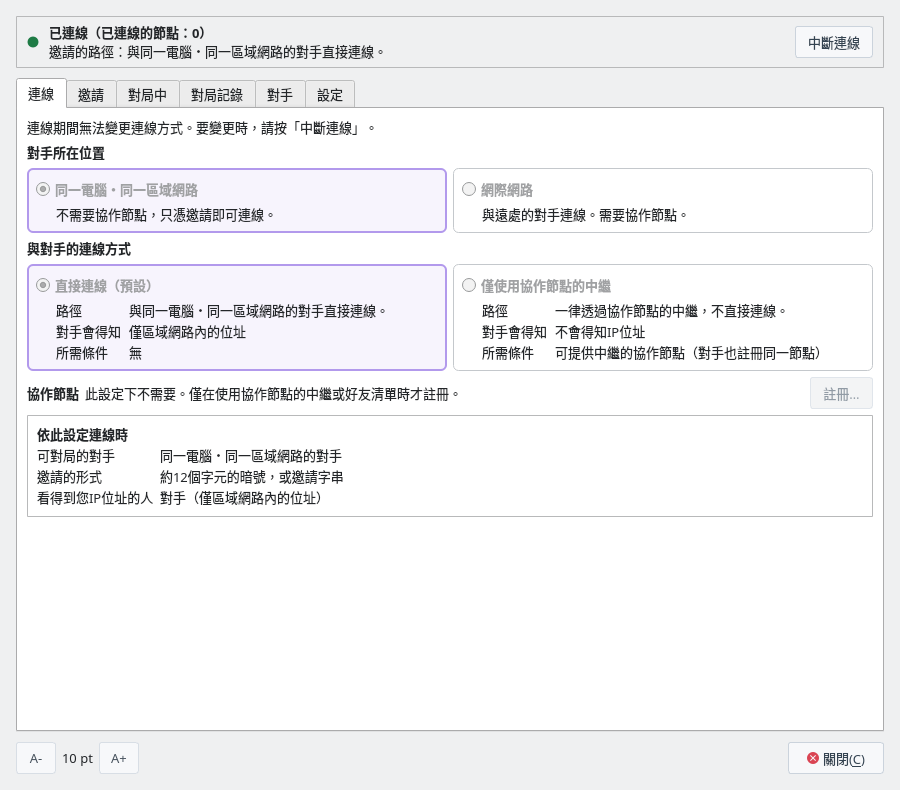 已連線（已連線的節點：0）
邀請的路徑：與同一電腦・同一區域網路的對手直接連線。
中斷連線
連線 邀請 對局中 對局記錄 對手 設定
連線期間無法變更連線方式。要變更時，請按「中斷連線」。
對手所在位置
同一電腦・同一區域網路
不需要協作節點，只憑邀請即可連線。
網際網路
與遠處的對手連線。需要協作節點。
與對手的連線方式
直接連線（預設）
路徑 與同一電腦・同一區域網路的對手直接連線。
對手會得知 僅區域網路內的位址
所需條件 無
僅使用協作節點的中繼
路徑 一律透過協作節點的中繼，不直接連線。
對手會得知 不會得知IP位址
所需條件 可提供中繼的協作節點（對手也註冊同一節點）
協作節點 此設定下不需要。僅在使用協作節點的中繼或好友清單時才註冊。
註冊...
依此設定連線時
可對局的對手 同一電腦・同一區域網路的對手
邀請的形式 約12個字元的暗號，或邀請字串
看得到您IP位址的人 對手（僅區域網路內的位址）
A- 10 pt A+
關閉(C)